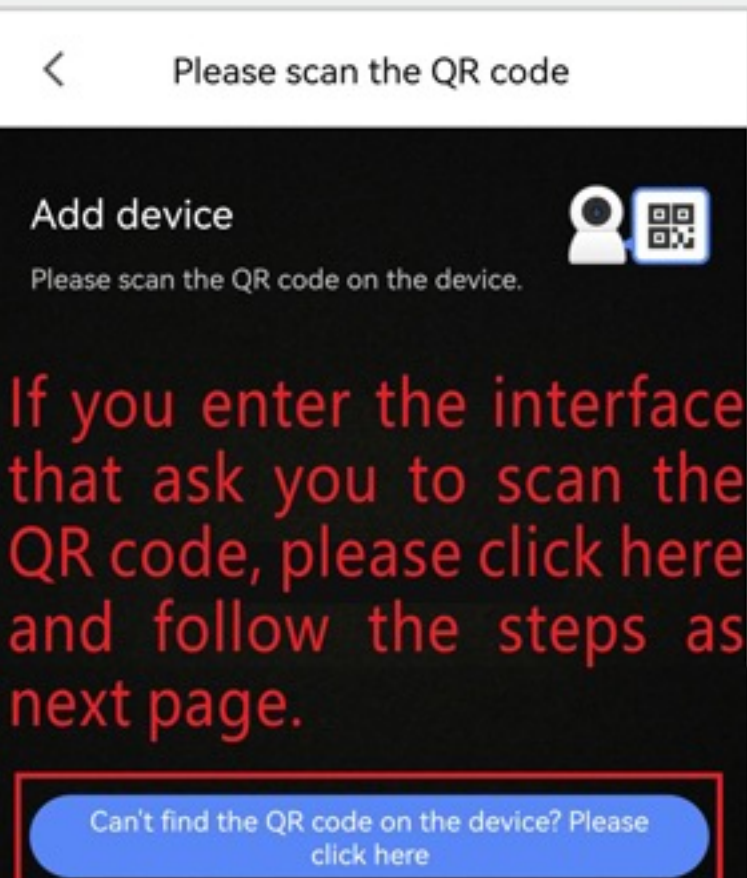 Please scan the QR code
Add device
Please scan the QR code on the device.
If you enter the interface
that ask you to scan the
QR code, please click here
and follow the steps as
next page.
Can't find the QR code on the device? Please
click here